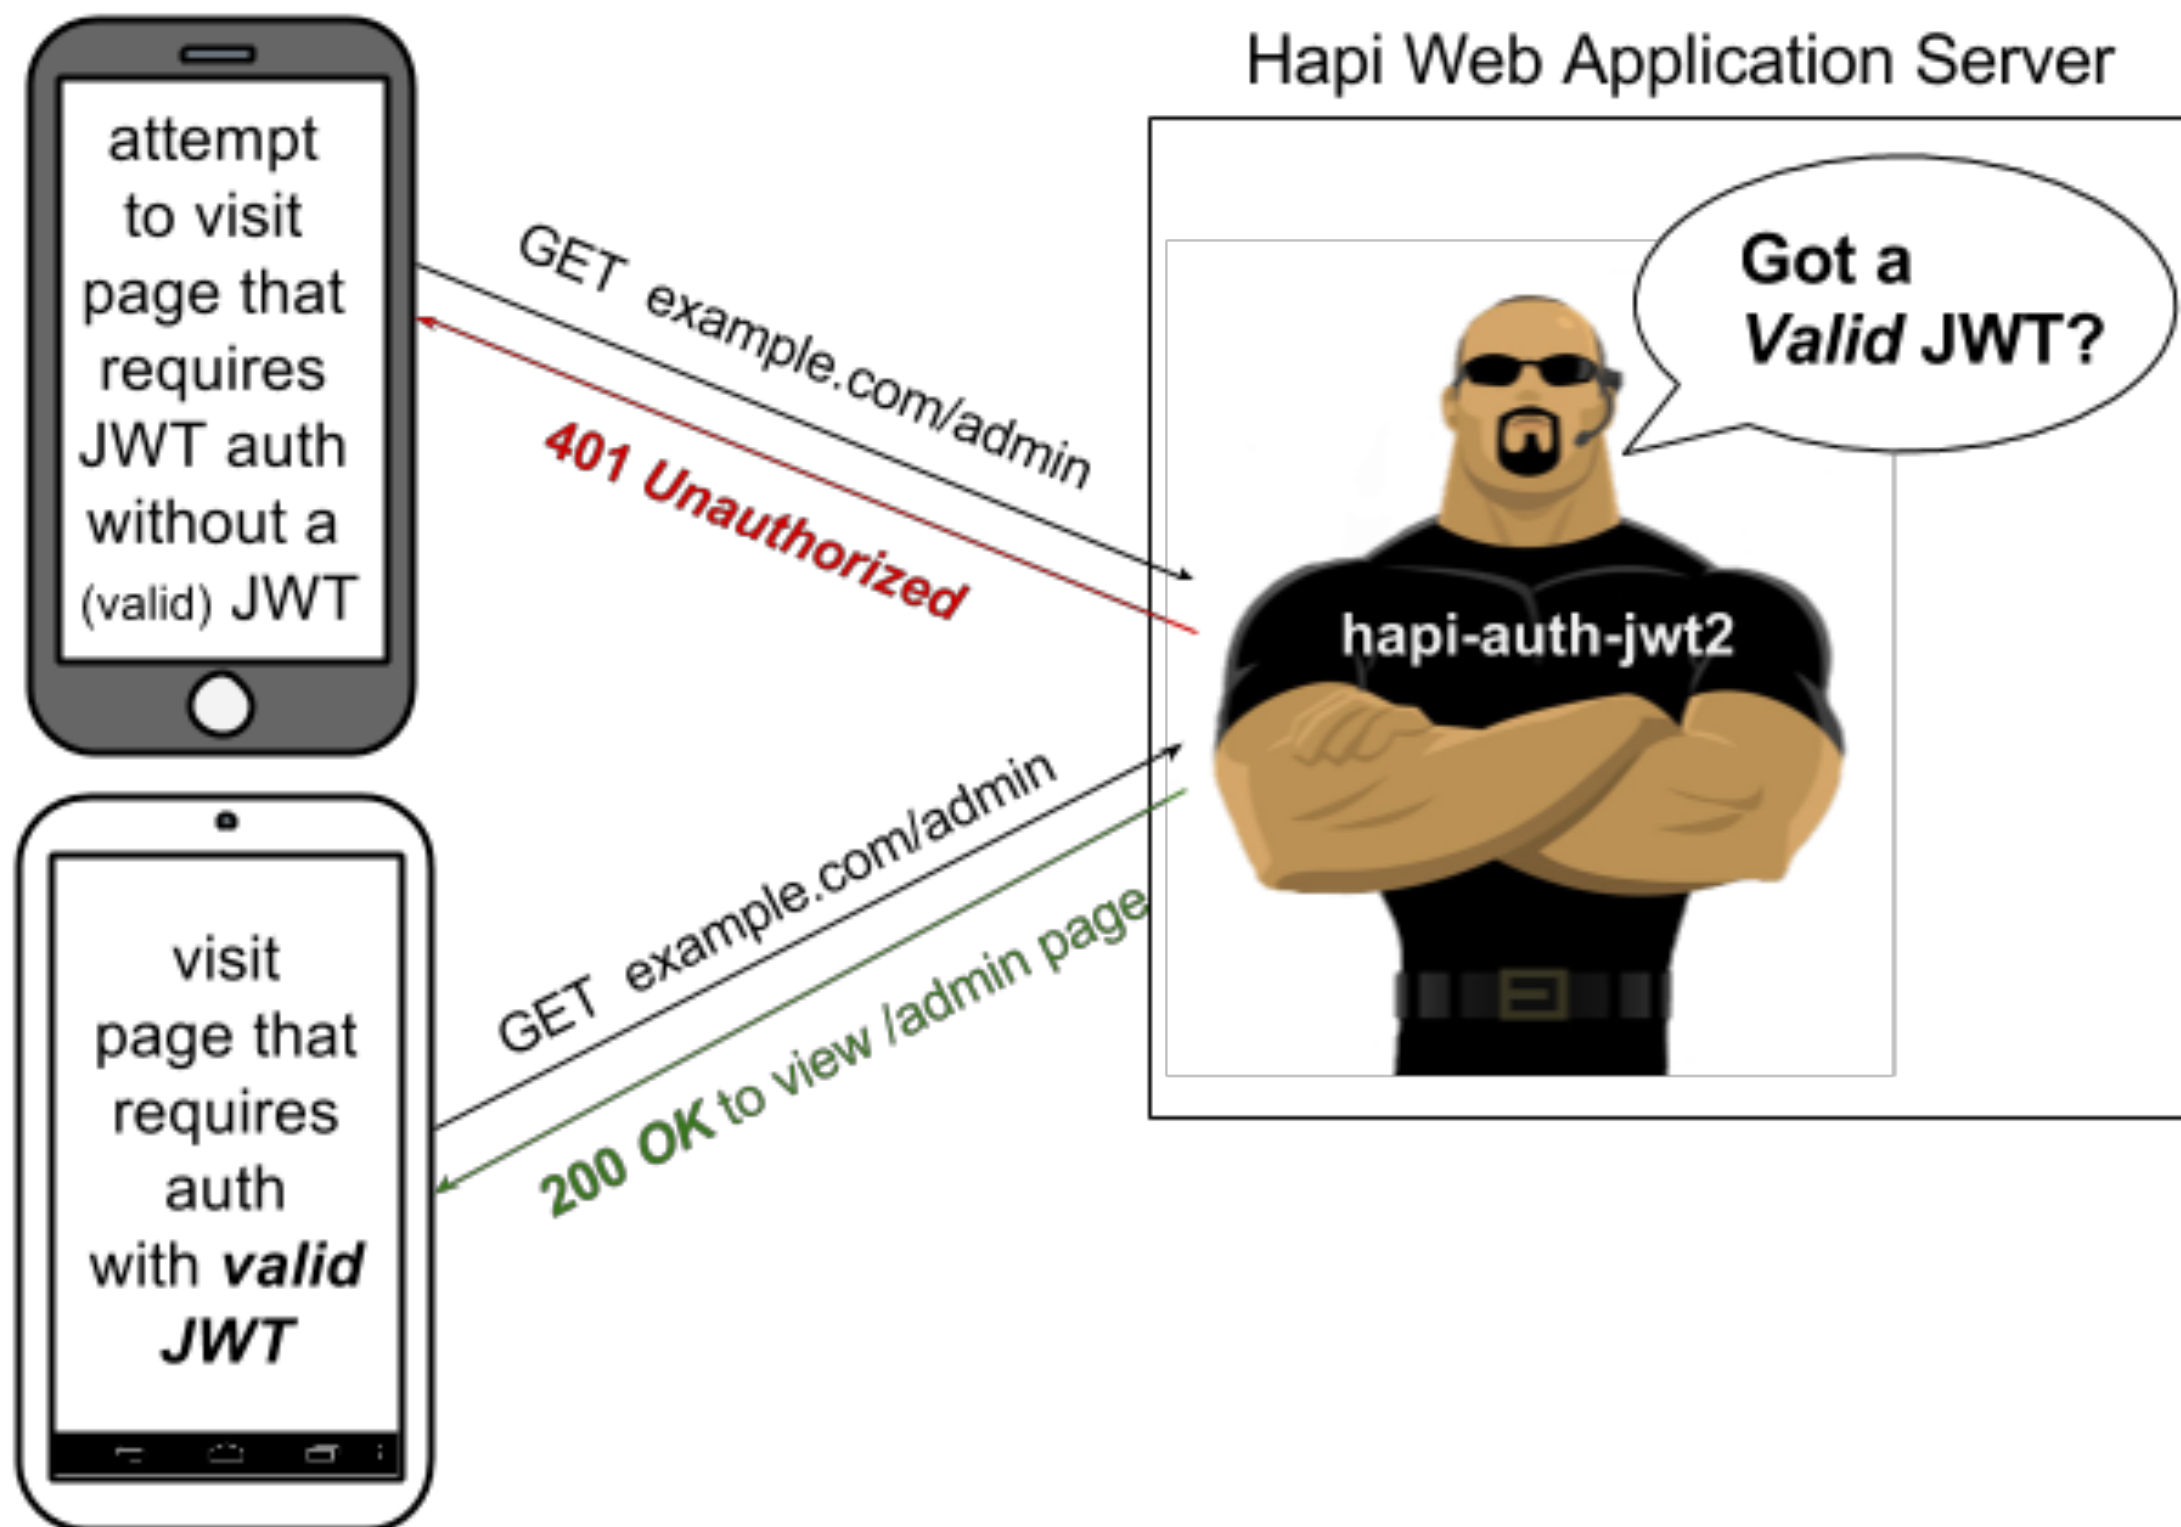 Hapi Web Application Server
attempt
to visit
page that
requires
JWT auth
without a
(valid) JWT
GET example.com/admin
401 Unauthorized
Got a
Valid JWT?
hapi-auth-jwt2
visit
page that
requires
auth
with valid
JWT
GET example.com/admin
200 OK to view /admin page